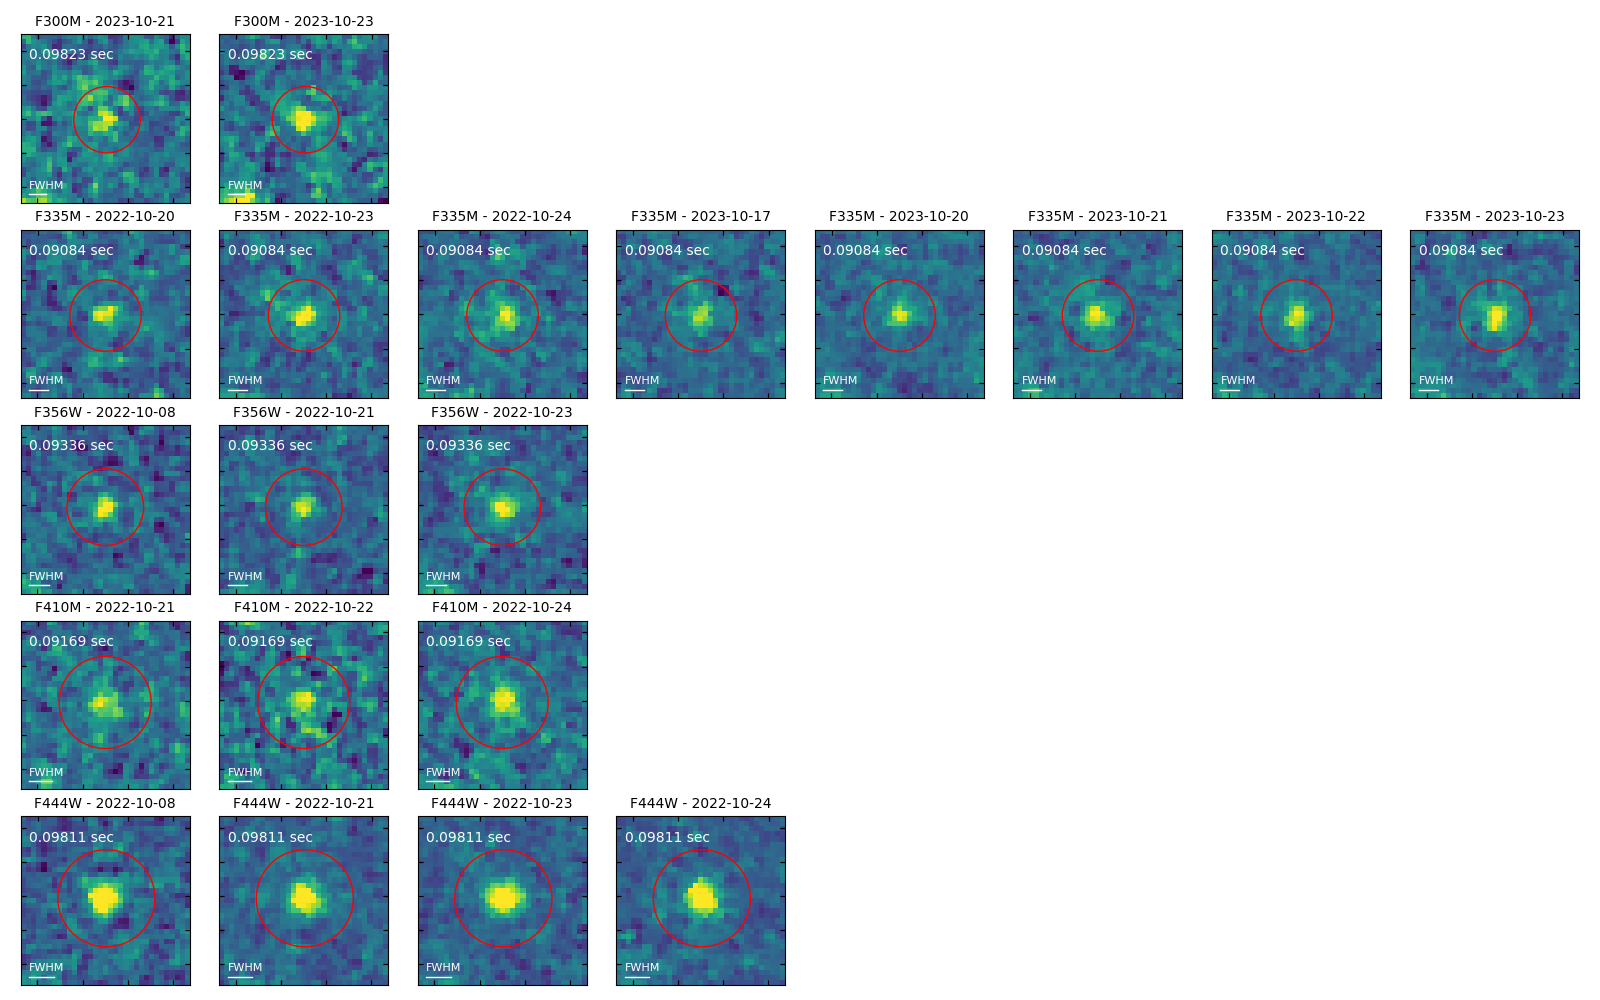 F300M - 2023-10-21
F300M - 2023-10-23
0.09823 sec
0.09823 sec
FWHM
FWHM
F335M - 2022-10-20
F335M - 2022-10-23
F335M - 2022-10-24
F335M - 2023-10-17
F335M - 2023-10-20
F335M - 2023-10-21
F335M - 2023-10-22
F335M - 2023-10-23
0.09084 sec
0.09084 sec
0.09084 sec
0.09084 sec
0.09084 sec
0.09084 sec
0.09084 sec
0.09084 sec
FWHM
FWHM
FWHM
FWHM
FWHM
FWHM
FWHM
FWHM
F356W - 2022-10-08
F356W - 2022-10-21
F356W - 2022-10-23
0.09336 sec
0.09336 sec
0.09336 sec
FWHM
FWHM
FWHM
F410M - 2022-10-21
F410M - 2022-10-22
F410M - 2022-10-24
0.09169 sec
0.09169 sec
0.09169 sec
FWHM
FWHM
FWHM
F444W - 2022-10-08
F444W - 2022-10-21
F444W - 2022-10-23
F444W - 2022-10-24
0.09811 sec
0.09811 sec
0.09811 sec
0.09811 sec
FWHM
FWHM
FWHM
FWHM